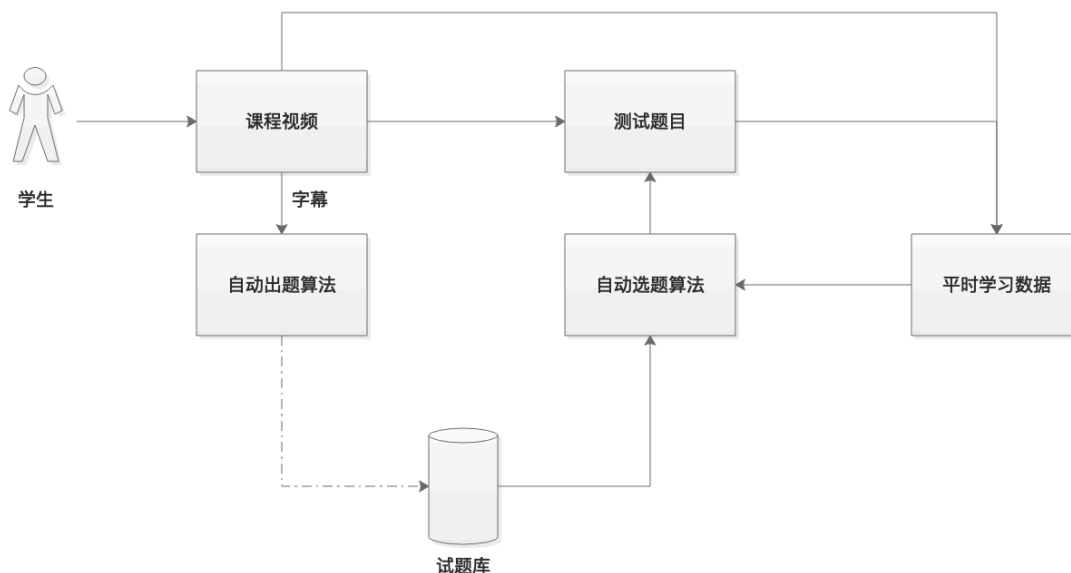 课程视频
测试题目
学生
字幕
自动出题算法
自动选题算法
平时学习数据
试题库